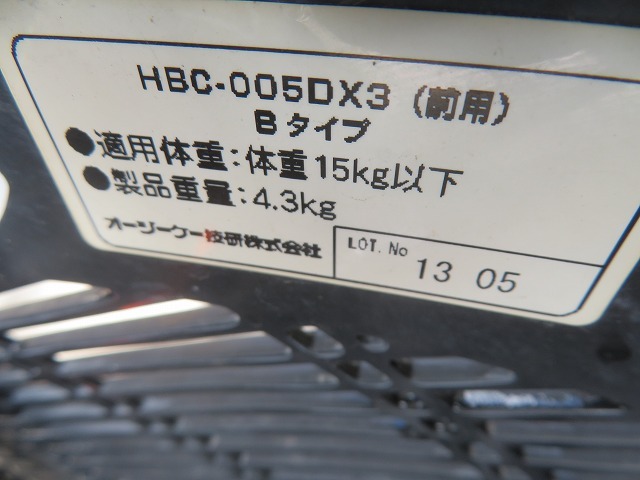 HBC-005DX3 (前用)
Bタイプ
●適用体重:体重15kg以下
●製品重量:4.3kg
オージーケー技研株式会社
LOT. No
13 05